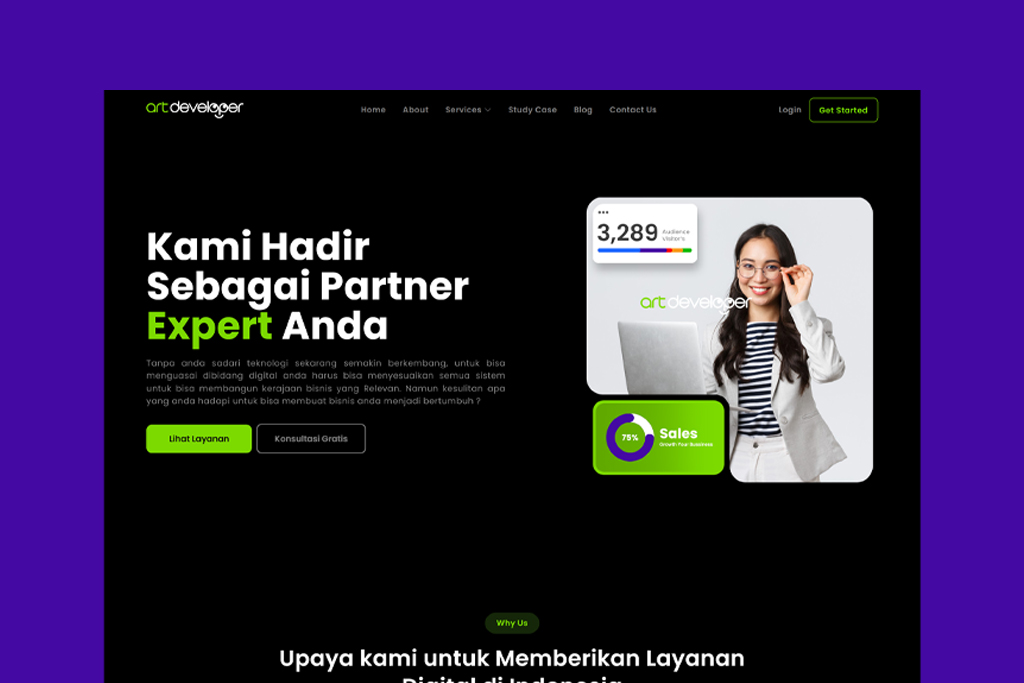 art developer
Home About Services Study Case Blog Contact Us
Login Get Started
Kami Hadir
Sebagai Partner
Expert Anda
Tanpa anda sadari teknologi sekarang semakin berkembang, untuk bisa
menguasai dibidang digital anda harus bisa menyesuaikan semua sistem
untuk bisa membangun kerajaan bisnis yang Relevan. Namun kesulitan apa
yang anda hadapi untuk bisa membuat bisnis anda menjadi bertumbuh ?
Lihat Layanan Konsultasi Gratis
3,289 Audience
Visitor's
art developer
75% Sales
Growth Your Bussiness
Why Us
Upaya kami untuk Memberikan Layanan
Digital di Indonesia